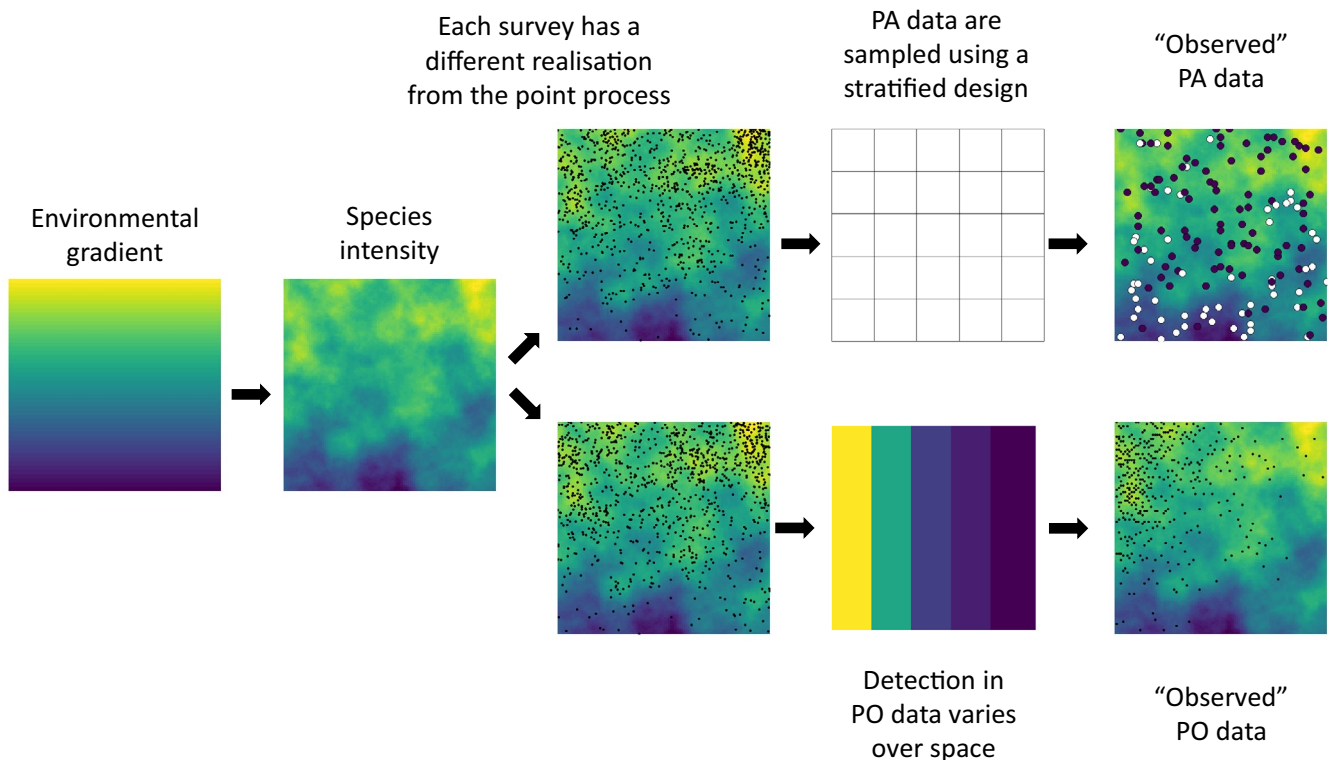 Each survey has a
different realisation
from the point process
PA data are
sampled using a
stratified design
“Observed”
PA data
Environmental
gradient
Species
intensity
Detection in
PO data varies
over space
“Observed”
PO data